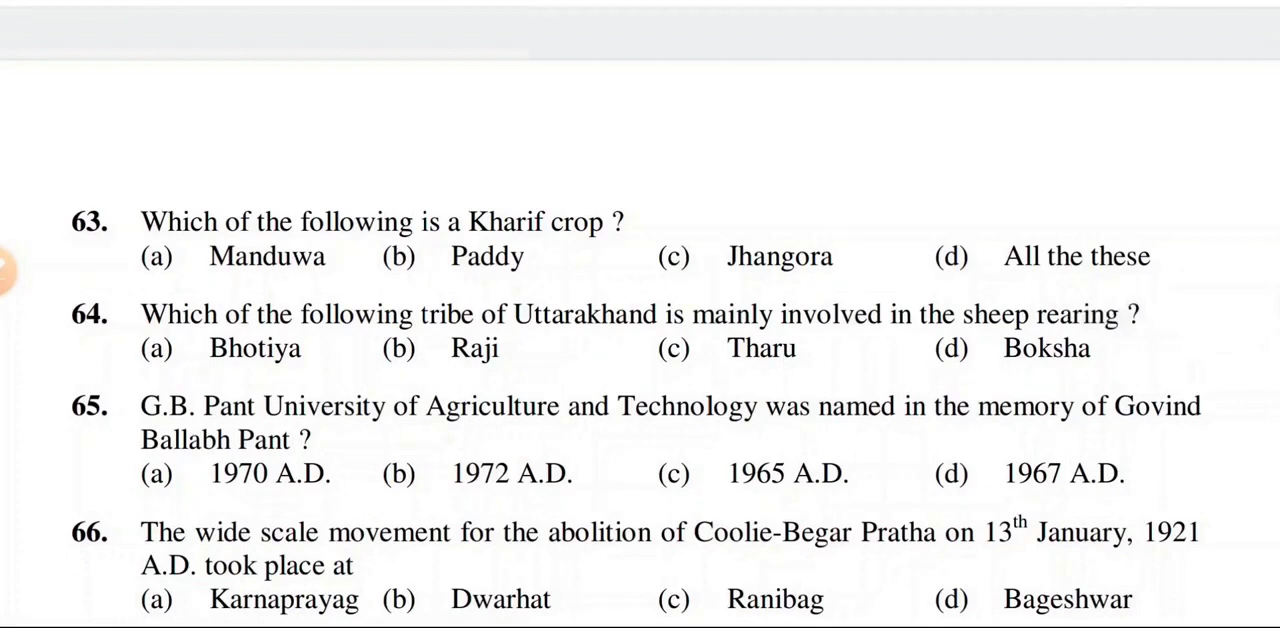 63. Which of the following is a Kharif crop ?
(a) Manduwa (b) Paddy (c) Jhangora (d) All the these
64. Which of the following tribe of Uttarakhand is mainly involved in the sheep rearing ?
(a) Bhotiya (b) Raji (c) Tharu (d) Boksha
65. G.B. Pant University of Agriculture and Technology was named in the memory of Govind
Ballabh Pant ?
(a) 1970 A.D. (b) 1972 A.D. (c) 1965 A.D. (d) 1967 A.D.
66. The wide scale movement for the abolition of Coolie-Begar Pratha on 13th January, 1921
A.D. took place at
(a) Karnaprayag (b) Dwarhat (c) Ranibag (d) Bageshwar